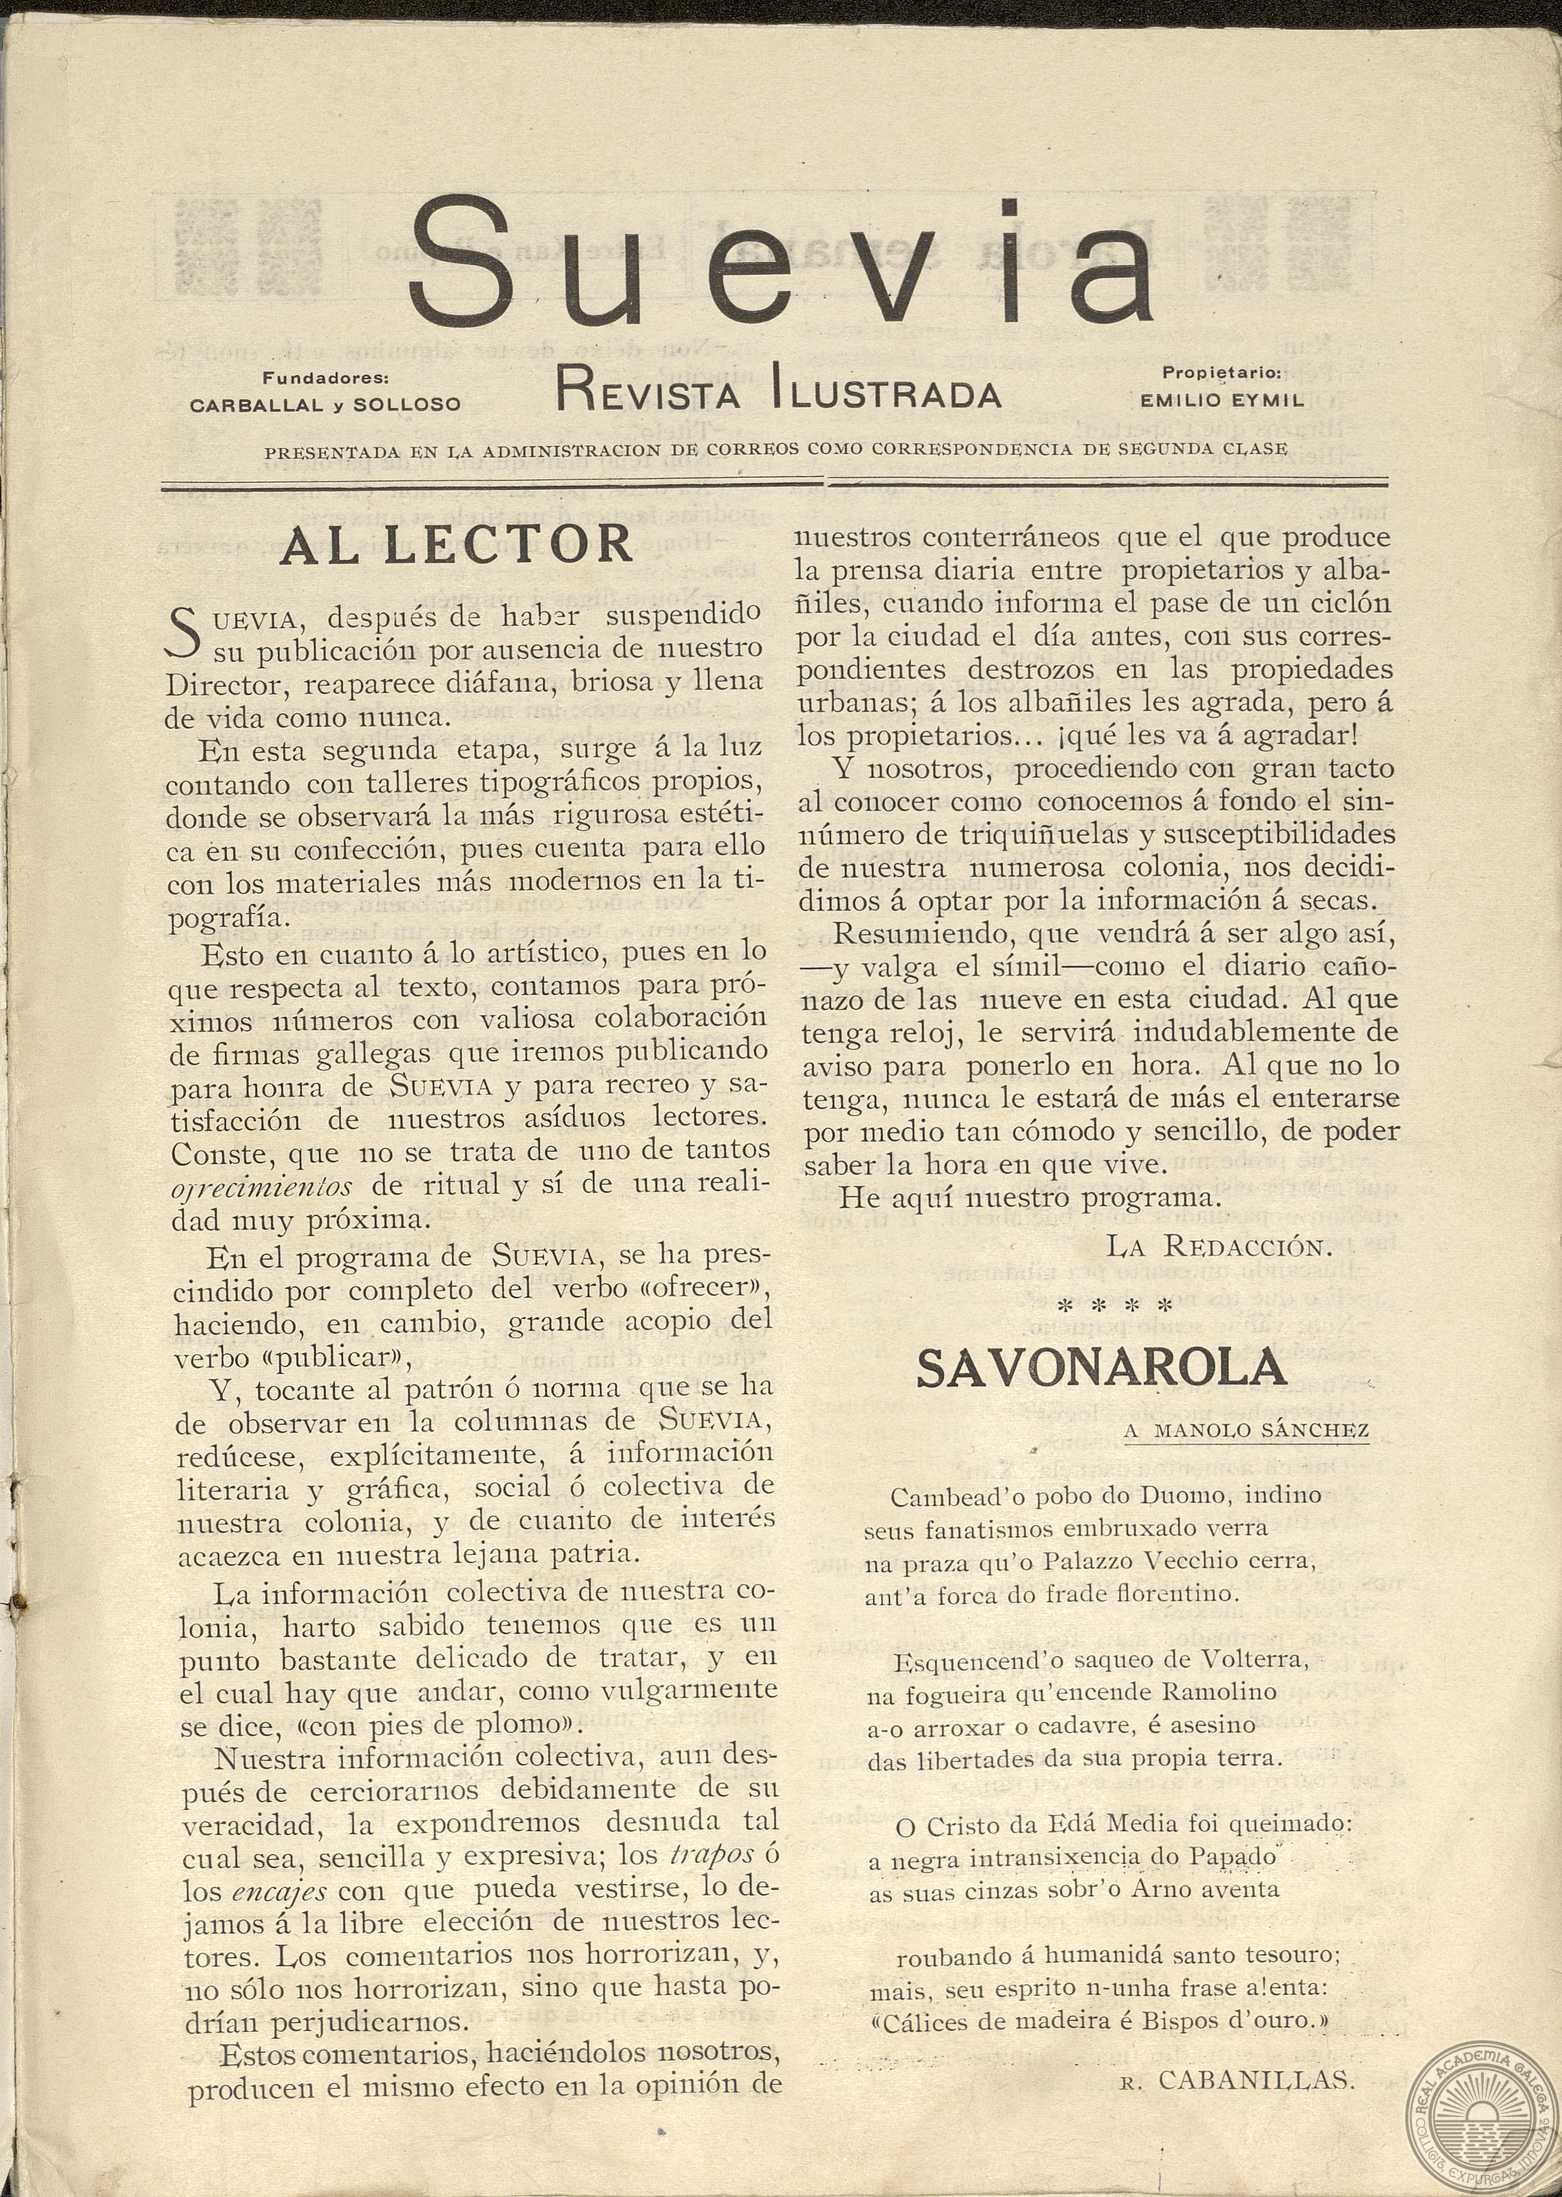 Suevia
Fundadores:
CARBALLAL y SOLLOSO
REVISTA ILUSTRADA
Propietario:
EMILIO EYMIL
PRESENTADA EN LA ADMINISTRACION DE CORREOS COMO CORRESPONDENCIA DE SEGUNDA CLASE
AL LECTOR
SUEVIA, después de haber suspendido
su publicación por ausencia de nuestro
Director, reaparece diáfana, briosa y llena
de vida como nunca.
En esta segunda etapa, surge á la luz
contando con talleres tipográficos propios,
donde se observará la más rigurosa estéti-
ca en su confección, pues cuenta para ello
con los materiales más modernos en la ti-
pografía.
Esto en cuanto á lo artístico, pues en lo
que respecta al texto, contamos para pró-
ximos números con valiosa colaboración
de firmas gallegas que iremos publicando
para honra de SUEVIA y para recreo y sa-
tisfacción de nuestros asíduos lectores.
Conste, que no se trata de uno de tantos
ofrecimientos de ritual y sí de una reali-
dad muy próxima.
En el programa de SUEVIA, se ha pres-
cindido por completo del verbo «ofrecer»,
haciendo, en cambio, grande acopio del
verbo «publicar»,
Y, tocante al patrón ó norma que se ha
de observar en la columnas de SUEVIA,
redúcese, explícitamente, á información
literaria y gráfica, social ó colectiva de
nuestra colonia, y de cuanto de interés
acaezca en nuestra lejana patria.
La información colectiva de nuestra co-
lonia, harto sabido tenemos que es un
punto bastante delicado de tratar, y en
el cual hay que andar, como vulgarmente
se dice, «con pies de plomo».
Nuestra información colectiva, aun des-
pués de cerciorarnos debidamente de su
veracidad, la expondremos desnuda tal
cual sea, sencilla y expresiva; los trapos ó
los encajes con que pueda vestirse, lo de-
jamos á la libre elección de nuestros lec-
tores. Los comentarios nos horrorizan, y,
no sólo nos horrorizan, sino que hasta po-
drían perjudicarnos.
Estos comentarios, haciéndolos nosotros,
producen el mismo efecto en la opinión de
nuestros conterráneos que el que produce
la prensa diaria entre propietarios y alba-
ñiles, cuando informa el pase de un ciclón
por la ciudad el día antes, con sus corres-
pondientes destrozos en las propiedades
urbanas; á los albañiles les agrada, pero á
los propietarios... ¡qué les va á agradar!
Y nosotros, procediendo con gran tacto
al conocer como conocemos á fondo el sin-
número de triquiñuelas y susceptibilidades
de nuestra numerosa colonia, nos decidi-
dimos á optar por la información á secas.
Resumiendo, que vendrá á ser algo así,
—y valga el símil—como el diario caño-
nazo de las nueve en esta ciudad. Al que
tenga reloj, le servirá indudablemente de
aviso para ponerlo en hora. Al que no lo
tenga, nunca le estará de más el enterarse
por medio tan cómodo y sencillo, de poder
saber la hora en que vive.
He aquí nuestro programa.
LA REDACCIÓN.
* * * *
SAVONAROLA
A MANOLO SÁNCHEZ
Cambead'o pobo do Duomo, indino
seus fanatismos embruxado verra
na praza qu'o Palazzo Vecchio cerra,
ant'a forca do frade florentino.
Esquencend'o saqueo de Volterra,
na fogueira qu'encende Ramolino
a-o arroxar o cadavre, é asesino
das libertades da sua propia terra.
O Cristo da Edá Media foi queimado:
a negra intransixencia do Papado
as suas cinzas sobr'o Arno aventa
roubando á humanidá santo tesouro;
mais, seu esprito n-unha frase alenta:
«Cálices de madeira é Bispos d'ouro.»
R. CABANILLAS.
REAL ACADEMIA GALEGA
COLLIGIT, EXPURGAT, INNOVAT